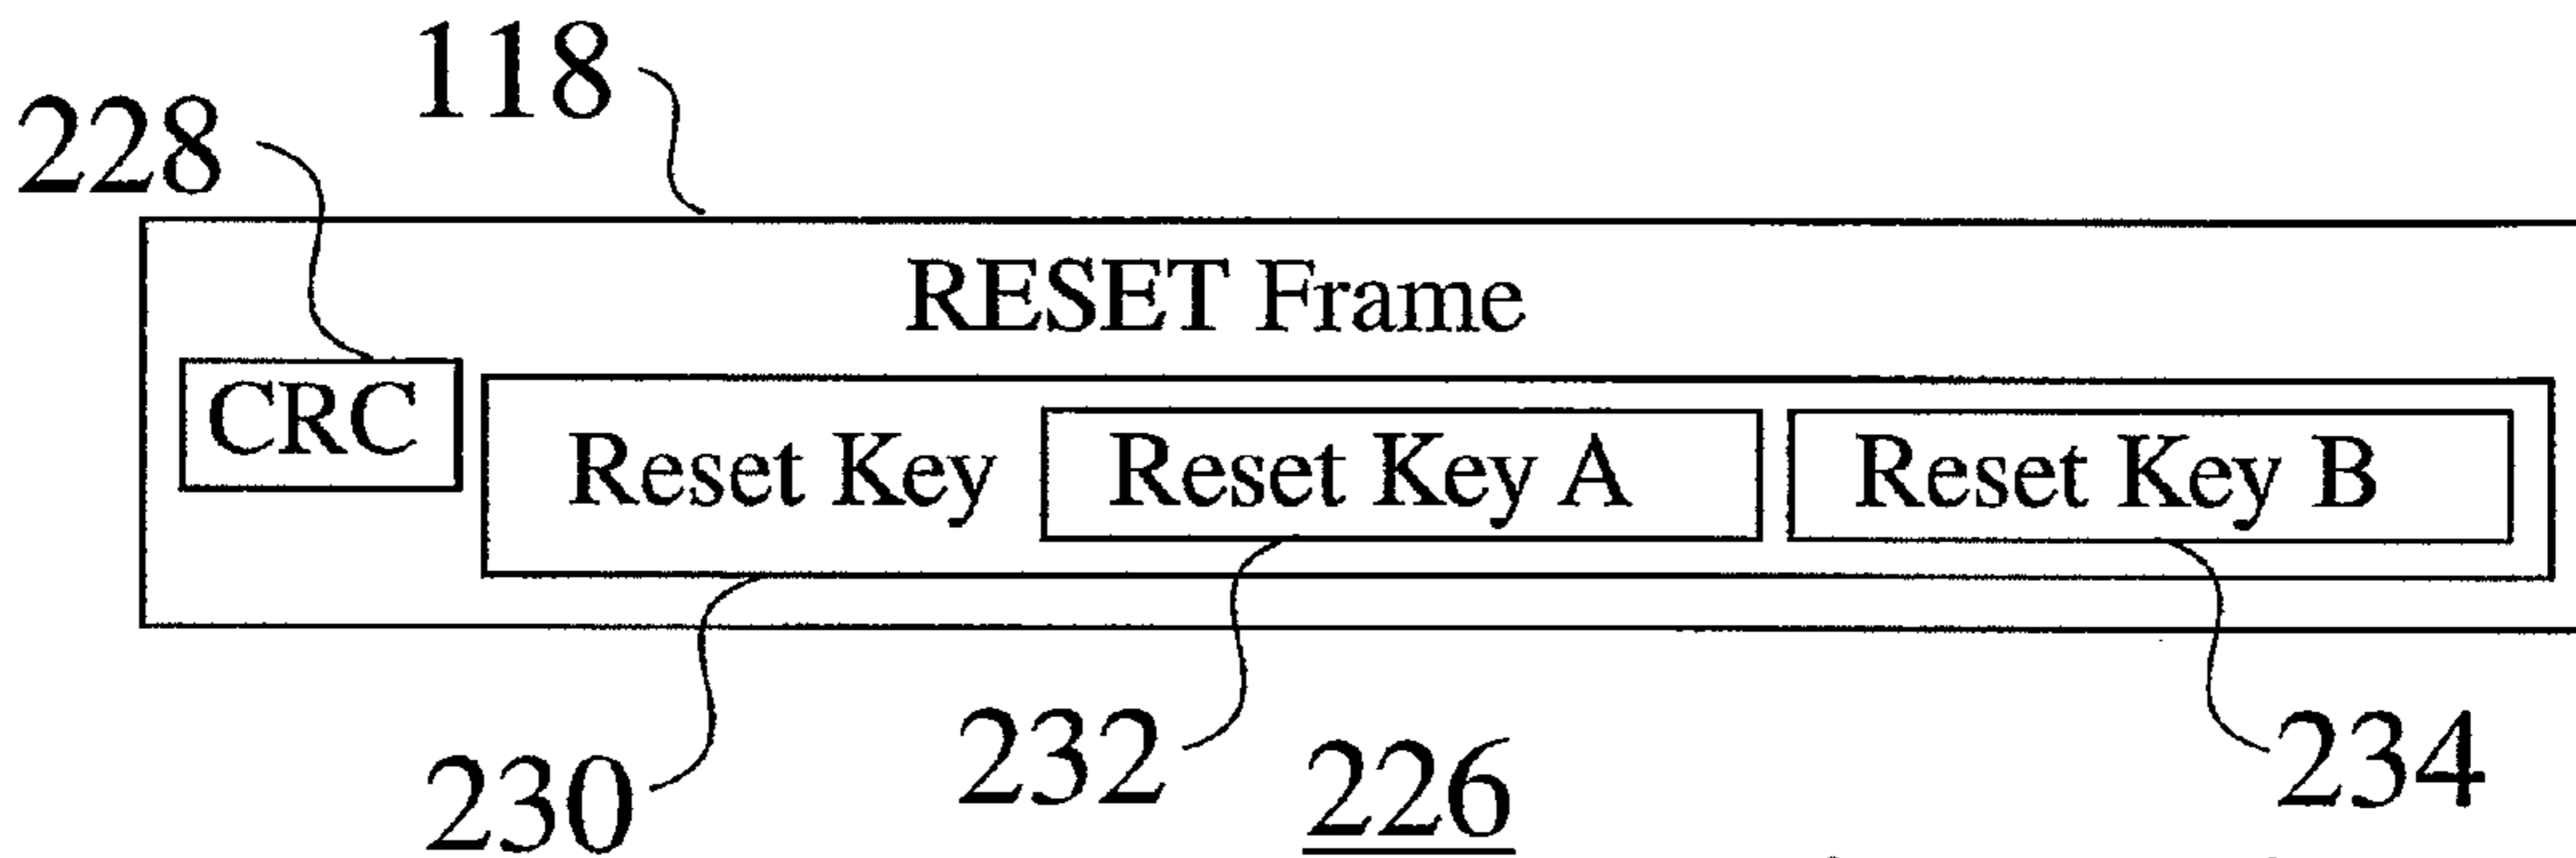 118
228
RESET Frame
CRC
Reset Key Reset Key A Reset Key B
230 232 226 234